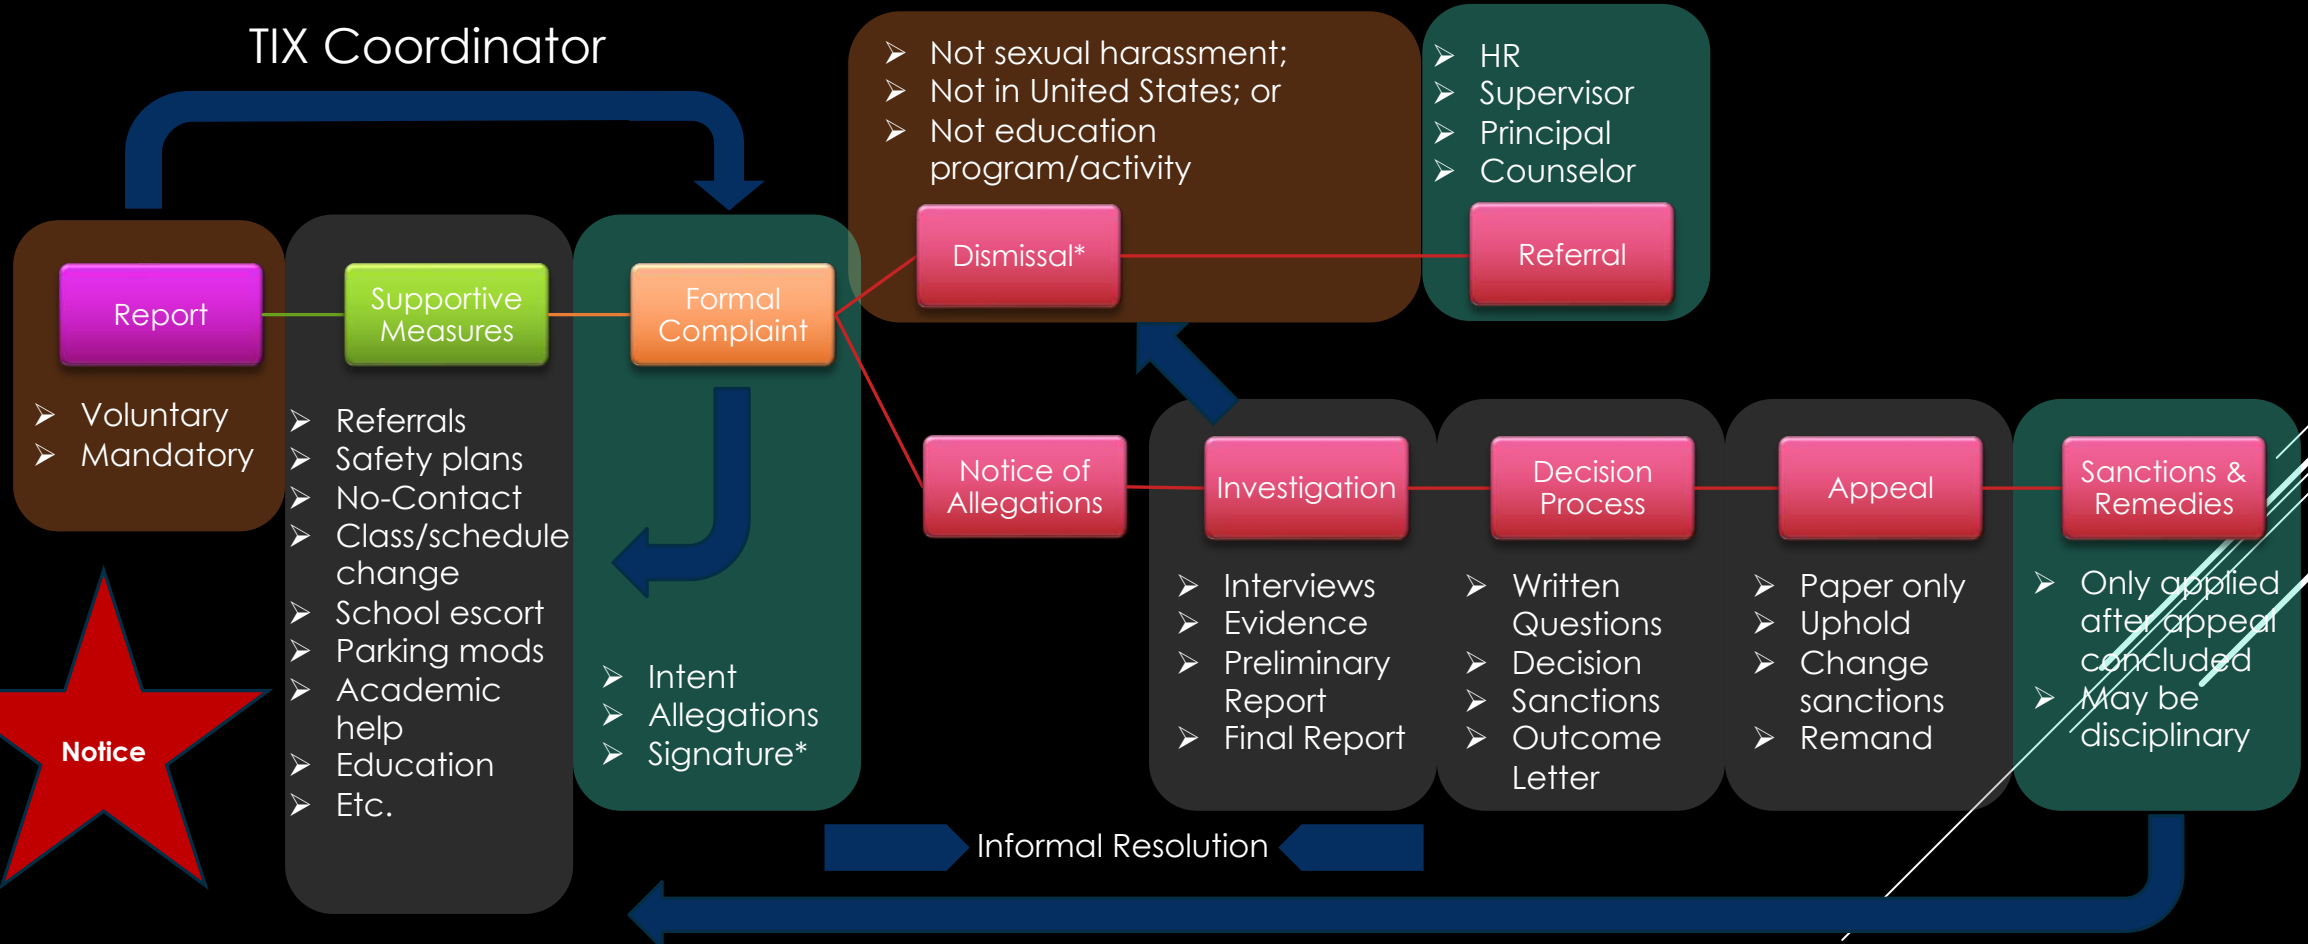 TIX Coordinator
➢ Not sexual harassment;
➢ Not in United States; or
➢ Not education
program/activity
➢ HR
➢ Supervisor
➢ Principal
➢ Counselor
Dismissal*
Referral
Report
Supportive
Measures
Formal
Complaint
➢ Voluntary
➢ Mandatory
➢ Referrals
➢ Safety plans
➢ No-Contact
➢ Class/schedule
change
➢ School escort
➢ Parking mods
➢ Academic
help
➢ Education
➢ Etc.
➢ Intent
➢ Allegations
➢ Signature*
Notice of
Allegations
Investigation
Decision
Process
Appeal
Sanctions &
Remedies
➢ Interviews
➢ Evidence
➢ Preliminary
Report
➢ Final Report
➢ Written
Questions
➢ Decision
➢ Sanctions
➢ Outcome
Letter
➢ Paper only
➢ Uphold
➢ Change
sanctions
➢ Remand
➢ Only applied
after appeal
concluded
➢ May be
disciplinary
Notice
Informal Resolution